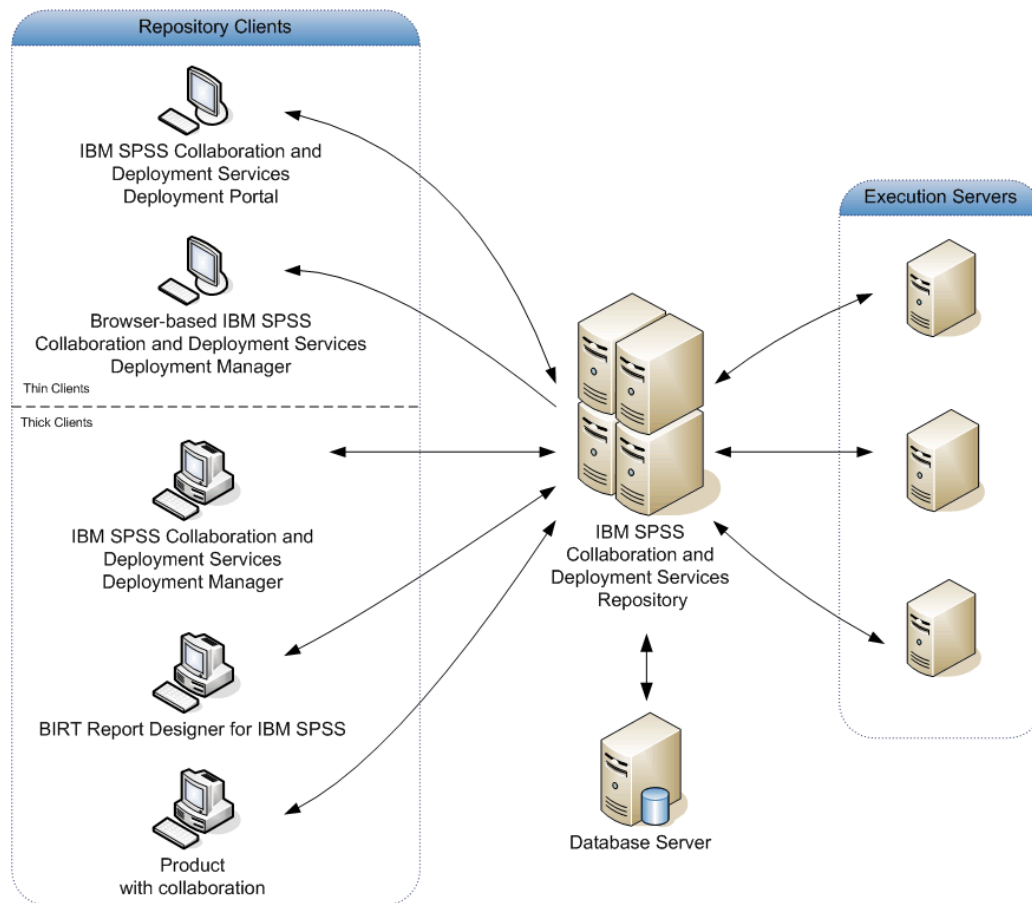 Repository Clients
IBM SPSS Collaboration and
Deployment Services
Deployment Portal
Browser-based IBM SPSS
Collaboration and Deployment Services
Deployment Manager
Thin Clients
Thick Clients
IBM SPSS Collaboration and
Deployment Services
Deployment Manager
BIRT Report Designer for IBM SPSS
Product
with collaboration
IBM SPSS
Collaboration and
Deployment Services
Repository
Database Server
Execution Servers